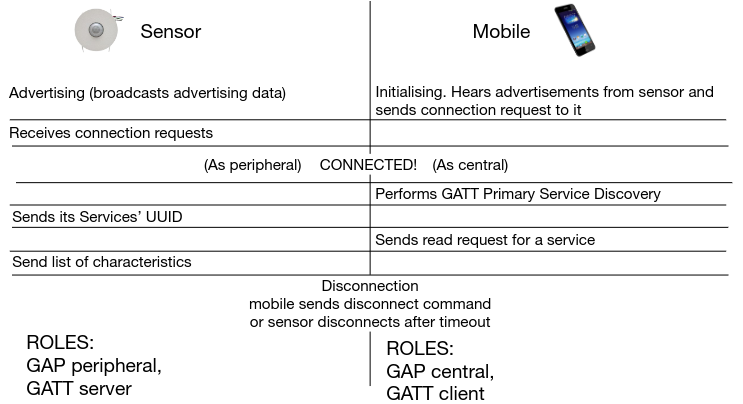 Sensor
Mobile
Advertising (broadcasts advertising data)
Initialising. Hears advertisements from sensor and
sends connection request to it
Receives connection requests
(As peripheral) CONNECTED! (As central)
Performs GATT Primary Service Discovery
Sends its Services’ UUID
Sends read request for a service
Send list of characteristics
Disconnection
mobile sends disconnect command
or sensor disconnects after timeout
ROLES:
GAP peripheral,
GATT server
ROLES:
GAP central,
GATT client